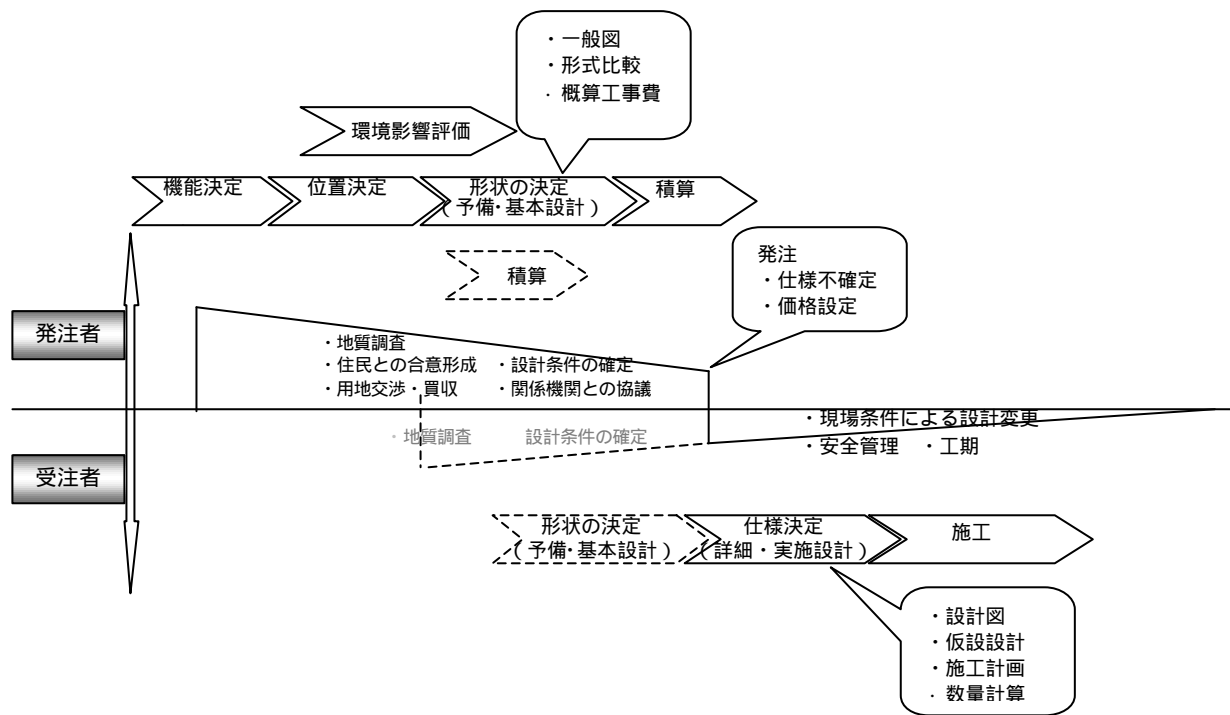 ・一般図
・形式比較
・概算工事費
環境影響評価
機能決定
位置決定
形状の決定
(予備・基本設計)
積算
積算
発注
・仕様不確定
・価格設定
発注者
・地質調査
・住民との合意形成 ・設計条件の確定
・用地交渉・買収 ・関係機関との協議
・地質調査 設計条件の確定
・現場条件による設計変更
・安全管理 ・工期
受注者
形状の決定
(予備・基本設計)
仕様決定
(詳細・実施設計)
施工
・設計図
・仮設設計
・施工計画
・数量計算